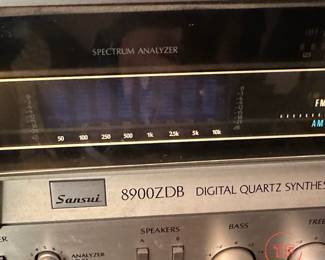 SPECTRUM ANALYZER
FM
50 100 250 500 1k 2.5k 5k 10k
AM
Sansui 8900ZDB DIGITAL QUARTZ SYNTHES
SPEAKERS BASS TREB
ANALYZER
A B